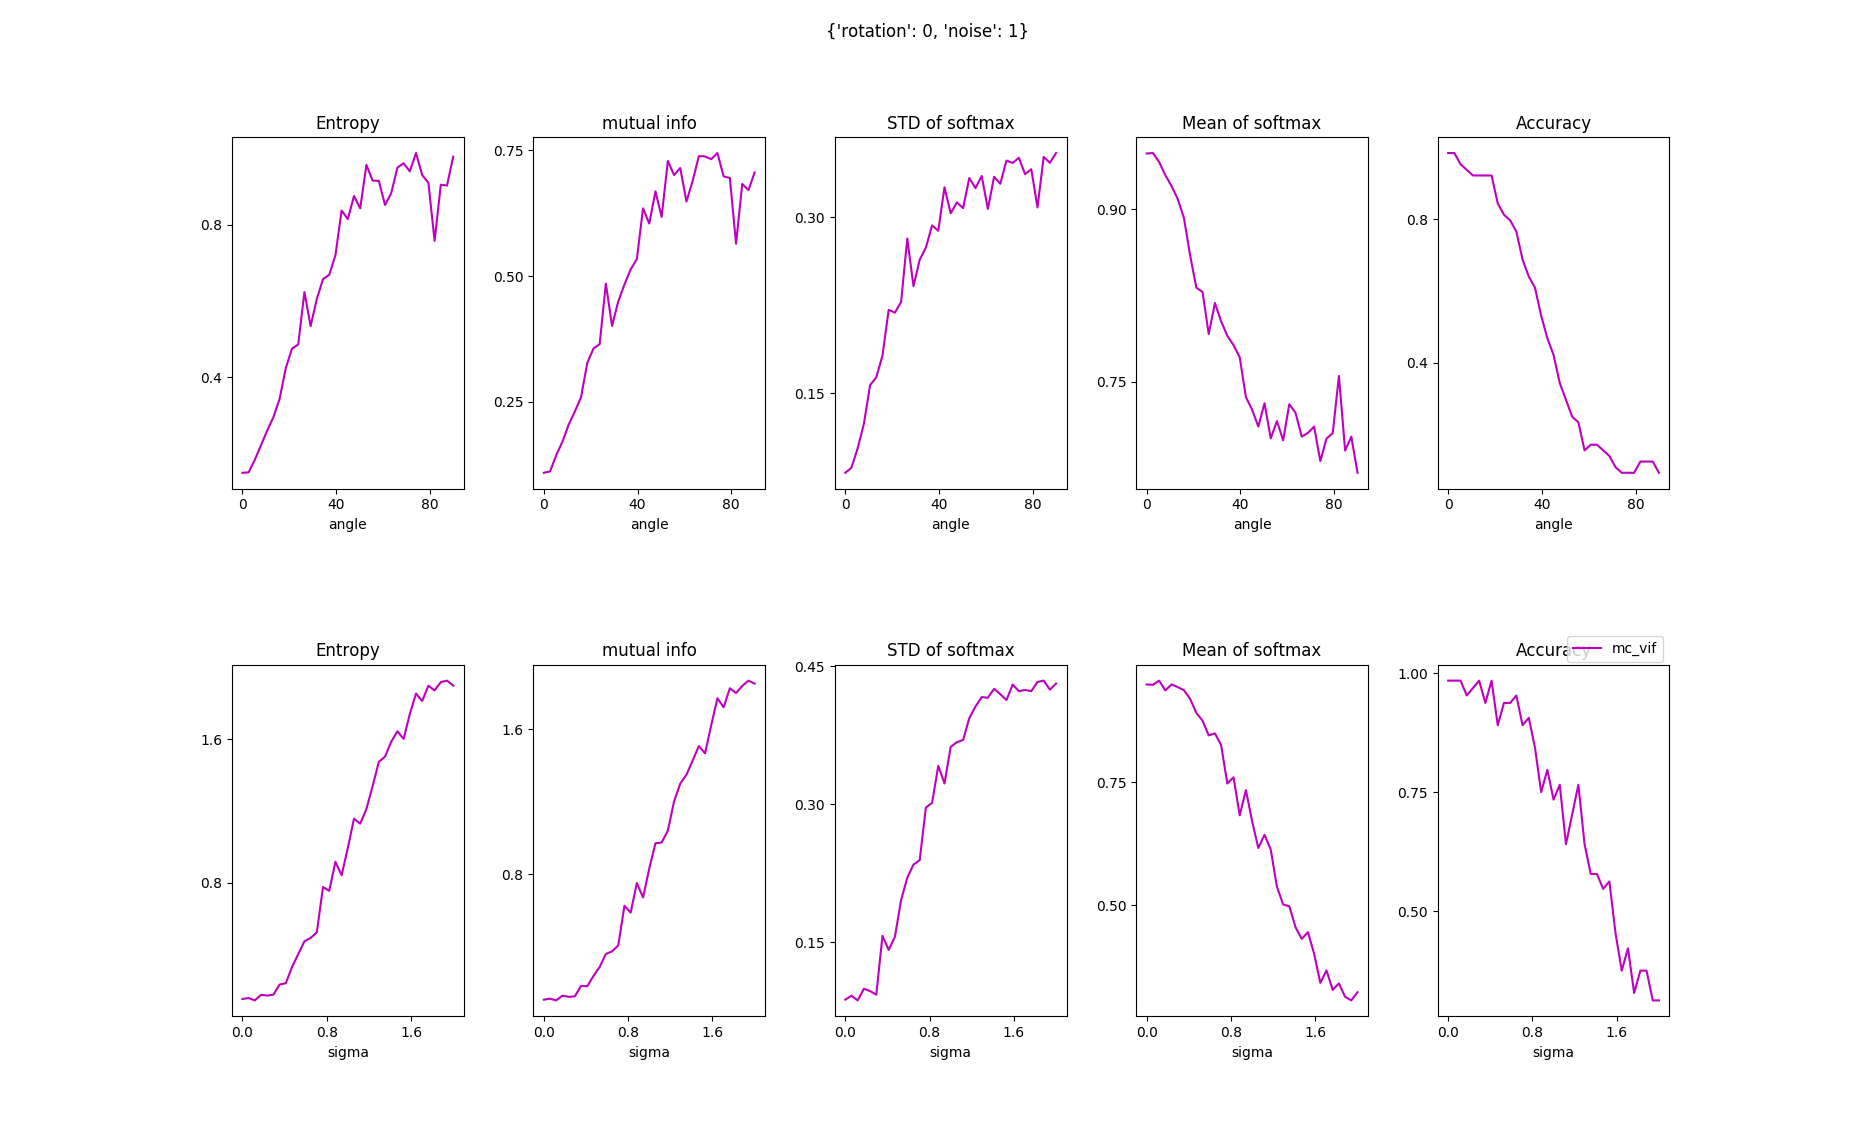 {'rotation': 0, 'noise': 1}
Entropy
mutual info
STD of softmax
Mean of softmax
Accuracy
0.8
0.4
0 40 80
angle
0.75
0.50
0.25
0 40 80
angle
0.30
0.15
0 40 80
angle
0.90
0.75
0 40 80
angle
0.8
0.4
0 40 80
angle
Entropy
mutual info
STD of softmax
Mean of softmax
Accuracy
mc_vif
1.6
0.8
0.0 0.8 1.6
sigma
1.6
0.8
0.0 0.8 1.6
sigma
0.45
0.30
0.15
0.0 0.8 1.6
sigma
0.75
0.50
0.0 0.8 1.6
sigma
1.00
0.75
0.50
0.0 0.8 1.6
sigma